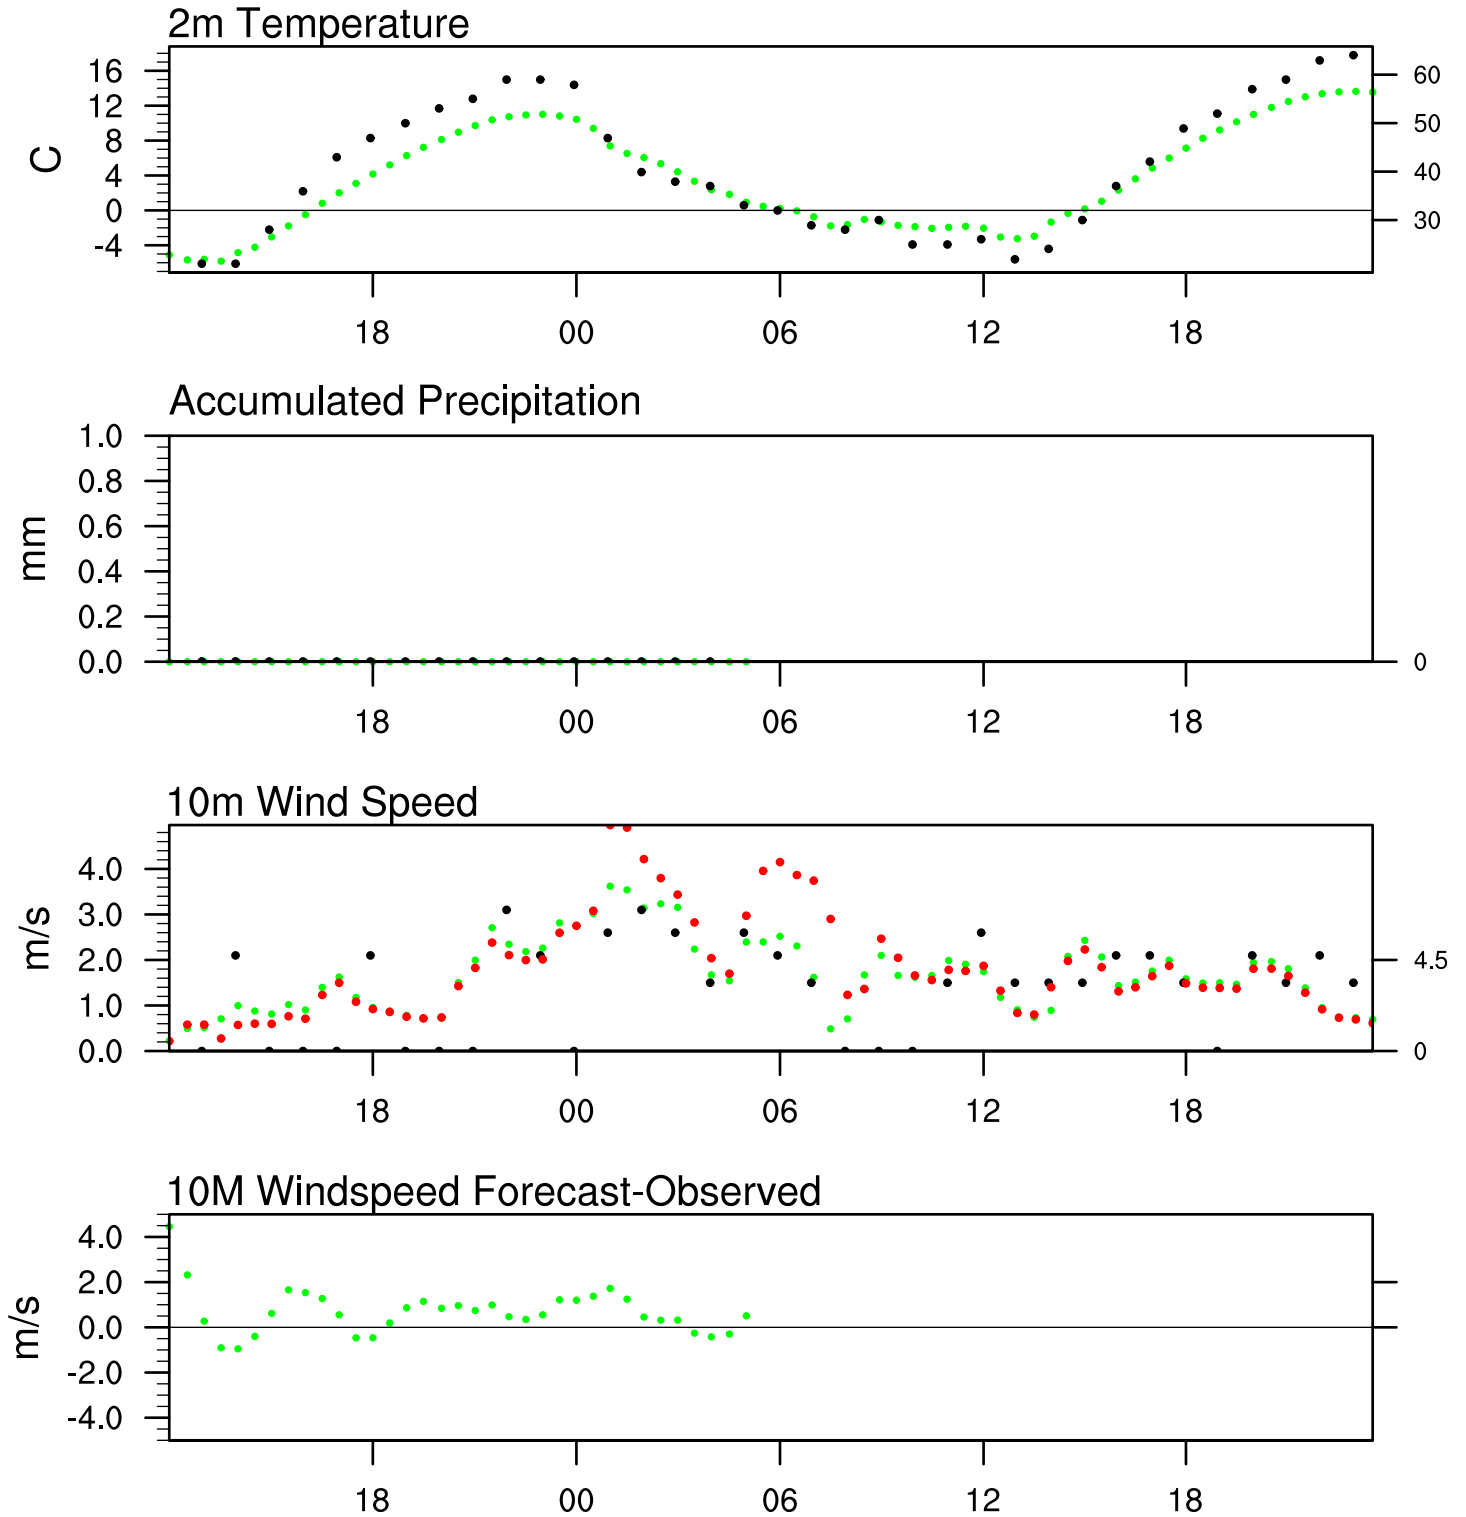 2m Temperature
16
12
8
4
0
-4
C
60
50
40
30
18 00 06 12 18
Accumulated Precipitation
1.0
0.8
0.6
0.4
0.2
0.0
mm
0
18 00 06 12 18
10m Wind Speed
4.0
3.0
2.0
1.0
0.0
m/s
4.5
0
18 00 06 12 18
10M Windspeed Forecast-Observed
4.0
2.0
0.0
-2.0
-4.0
m/s
18 00 06 12 18